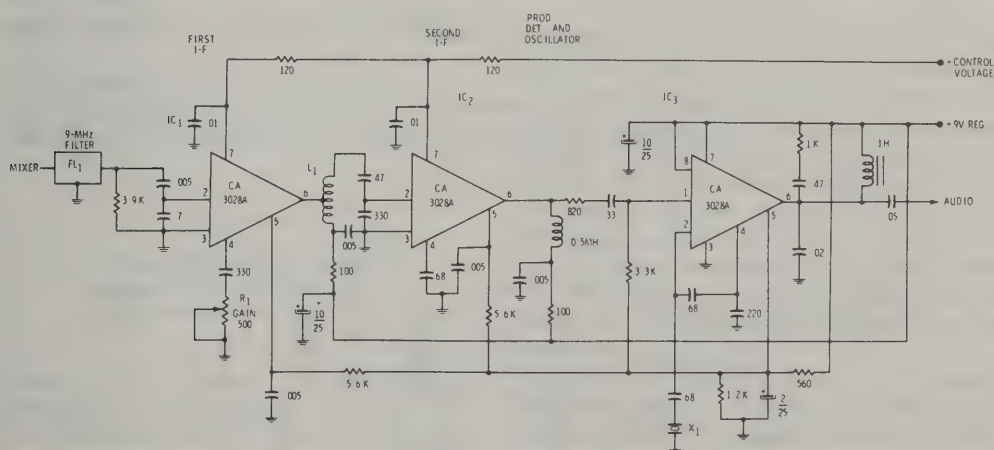 FIRST
I-F
SECOND
I-F
PROD
DET AND
OSCILLATOR
120
120
+ CONTROL
VOLTAGE
IC1
01
01
IC2
IC3
+ 9V REG
9-MHz
FILTER
MIXER
FL1
005
3 9K
7
7
2
CA
3028A
6
3
4
5
L1
47
330
005
7
2
CA
3028A
6
3
4
5
10
25
820
33
8
7
1
CA
3028A
6
2
3
4
5
1K
47
1H
05
AUDIO
02
330
R1
GAIN
500
100
10
25
68
005
5 6K
005
0 5MH
100
3 3K
68
220
005
5 6K
560
68
X1
1 2K
2
25